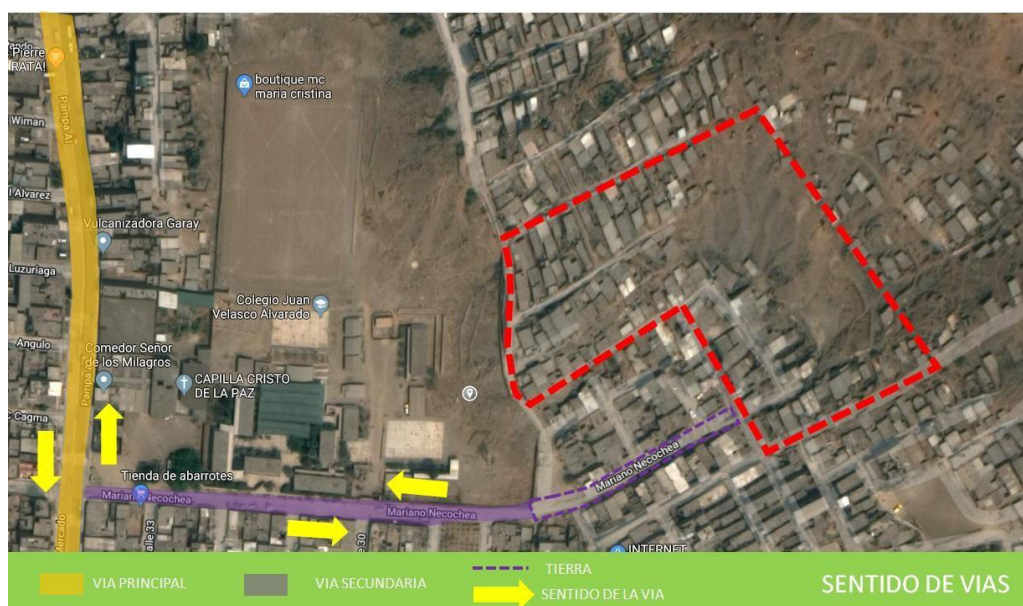 Pierre
RATA!
Wiman
Alvarez
Luzuriaga
Angulo
Cagma
Pampa Al
boutique mc
maria cristina
Vulcanizadora Garay
Colegio Juan
Velasco Alvarado
Comedor Señor
de los Milagros
CAPILLA CRISTO
DE LA PAZ
Pampa
Tienda de abarrotes
Mariano Necochea
Mariano Necochea
Mariano Necochea
Mercado
alle 33
30
INTERNET
VIA PRINCIPAL
VIA SECUNDARIA
TIERRA
SENTIDO DE LA VIA
SENTIDO DE VIAS